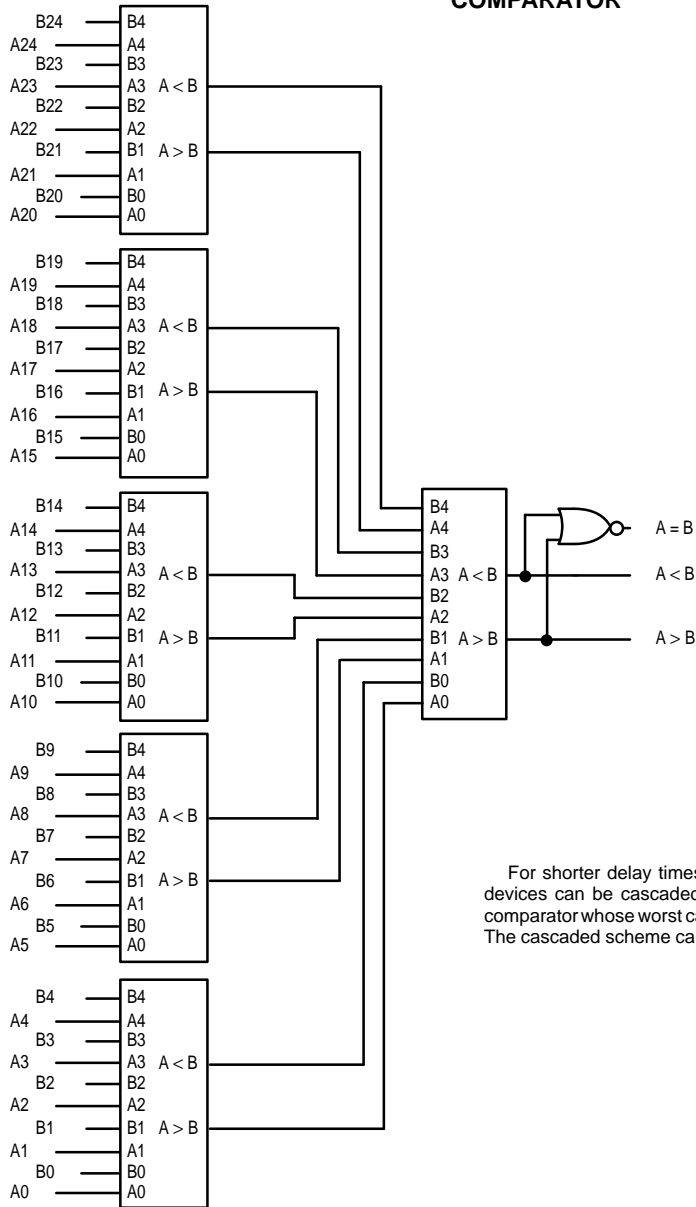 COMPARATOR
B24 B4
A24 A4
B23 B3
A23 A3 A < B
B22 B2
A22 A2
B21 B1 A > B
A21 A1
B20 B0
A20 A0
B19 B4
A19 A4
B18 B3
A18 A3 A < B
B17 B2
A17 A2
B16 B1 A > B
A16 A1
B15 B0
A15 A0
B14 B4
A14 A4
B13 B3
A13 A3 A < B
B12 B2
A12 A2
B11 B1 A > B
A11 A1
B10 B0
A10 A0
B9 B4
A9 A4
B8 B3
A8 A3 A < B
B7 B2
A7 A2
B6 B1 A > B
A6 A1
B5 B0
A5 A0
B4 B4
A4 A4
B3 B3
A3 A3 A < B
B2 B2
A2 A2
B1 B1 A > B
A1 A1
B0 B0
A0 A0
B4
A4
B3
A3 A < B
B2
A2
B1 A > B
A1
B0
A0
A = B
A < B
A > B
For shorter delay times
devices can be cascaded
comparator whose worst ca
The cascaded scheme ca